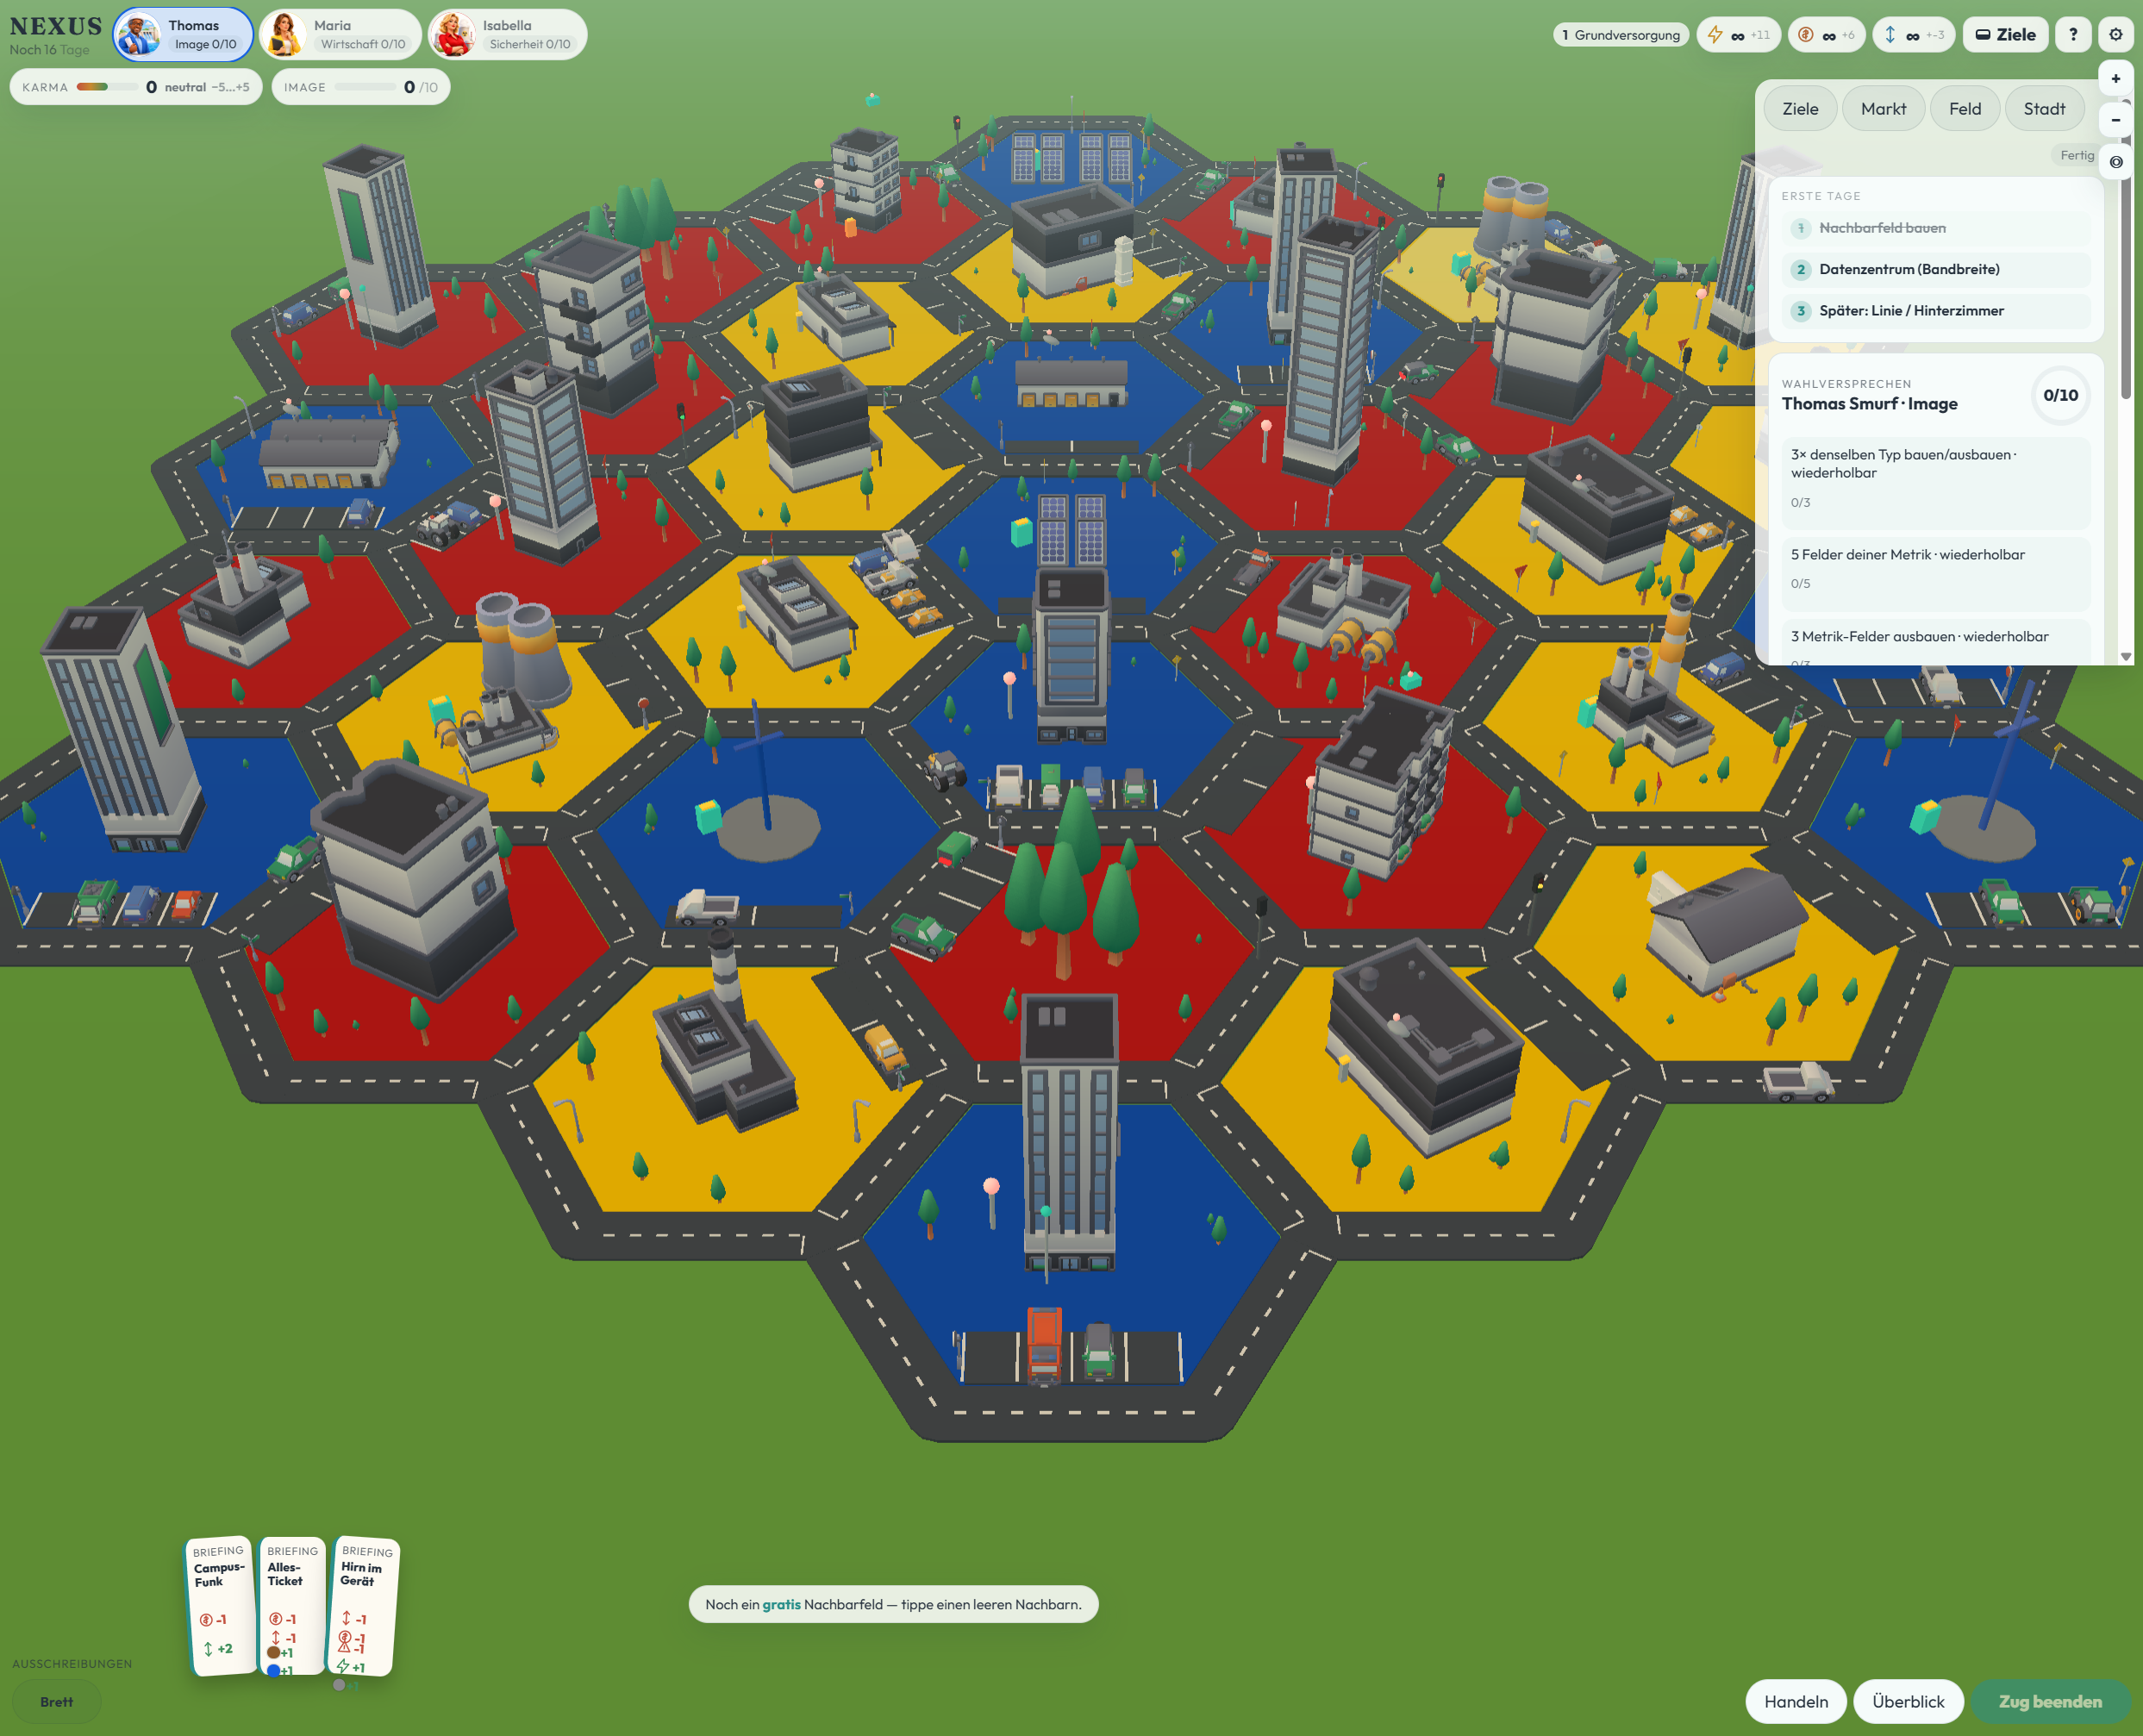 NEXUS
Noch 16 Tage
Thomas
Image 0/10
Maria
Wirtschaft 0/10
Isabella
Sicherheit 0/10
1 Grundversorgung
∞ +11
∞ +6
∞ +-3
Ziele
?
KARMA 0 neutral −5...+5
IMAGE 0 /10
+
−
Ziele
Markt
Feld
Stadt
Fertig
ERSTE TAGE
1 Nachbarfeld bauen
2 Datenzentrum (Bandbreite)
3 Später: Linie / Hinterzimmer
WAHLVERSPRECHEN
Thomas Smurf · Image
0/10
3× denselben Typ bauen/ausbauen ·
wiederholbar
0/3
5 Felder deiner Metrik · wiederholbar
0/5
3 Metrik-Felder ausbauen · wiederholbar
0/3
BRIEFING
Campus-
Funk
-1
+2
BRIEFING
Alles-
Ticket
-1
-1
+1
+1
BRIEFING
Hirn im
Gerät
-1
-1
-1
+1
+1
Noch ein gratis Nachbarfeld — tippe einen leeren Nachbarn.
AUSSCHREIBUNGEN
Brett
Handeln
Überblick
Zug beenden